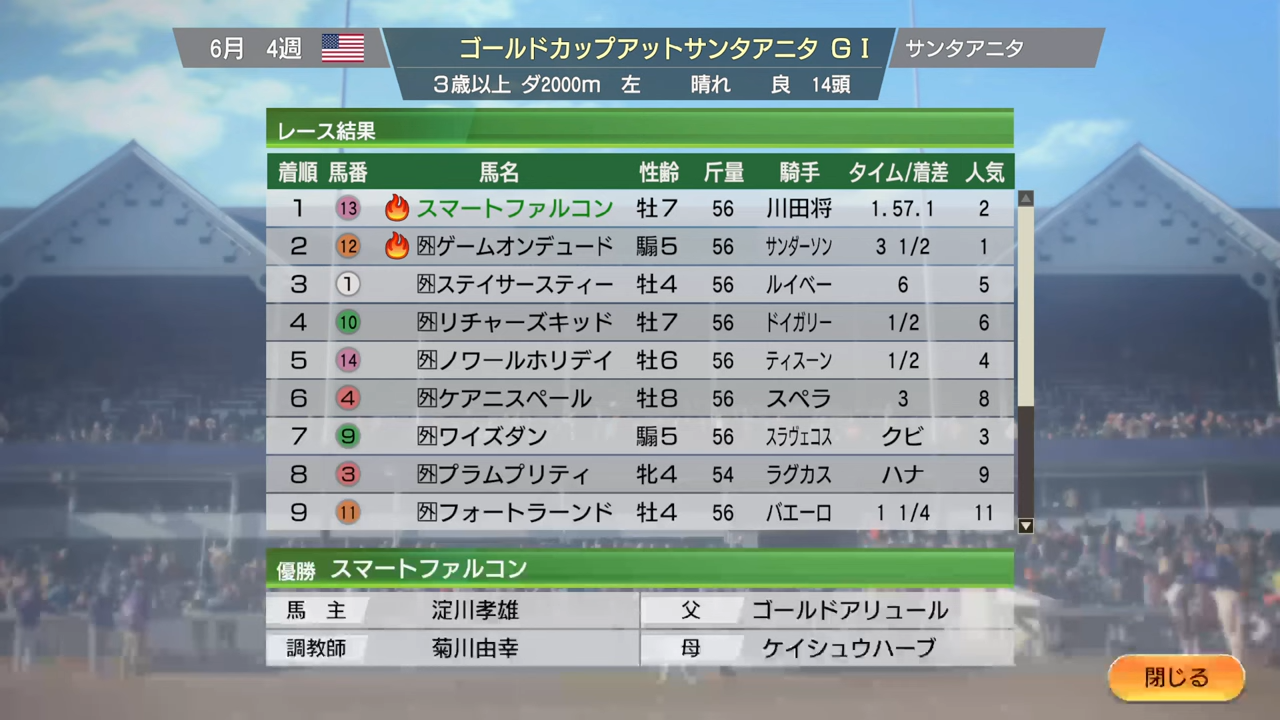 6月 4週 ゴールドカップアットサンタアニタ GⅠ サンタアニタ
3歳以上 ダ2000m 左 晴れ 良 14頭
レース結果
着順 馬番 馬名 性齢 斤量 騎手 タイム/着差 人気
1 13 スマートファルコン 牡7 56 川田将 1.57.1 2
2 12 外ゲームオンデュード 騸5 56 サンダーソン 3 1/2 1
3 1 外ステイサースティー 牡4 56 ルイベー 6 5
4 10 外リチャーズキッド 牡7 56 ドイガリー 1/2 6
5 14 外ノワールホリデイ 牡6 56 ティスーン 1/2 4
6 4 外ケアニスペール 牡8 56 スペラ 3 8
7 9 外ワイズダン 騸5 56 スラヴェコス クビ 3
8 3 外プラムプリティ 牝4 54 ラグカス ハナ 9
9 11 外フォートラーンド 牡4 56 バエーロ 1 1/4 11
優勝 スマートファルコン
馬 主 淀川孝雄 父 ゴールドアリュール
調教師 菊川由幸 母 ケイシュウハーブ
閉じる